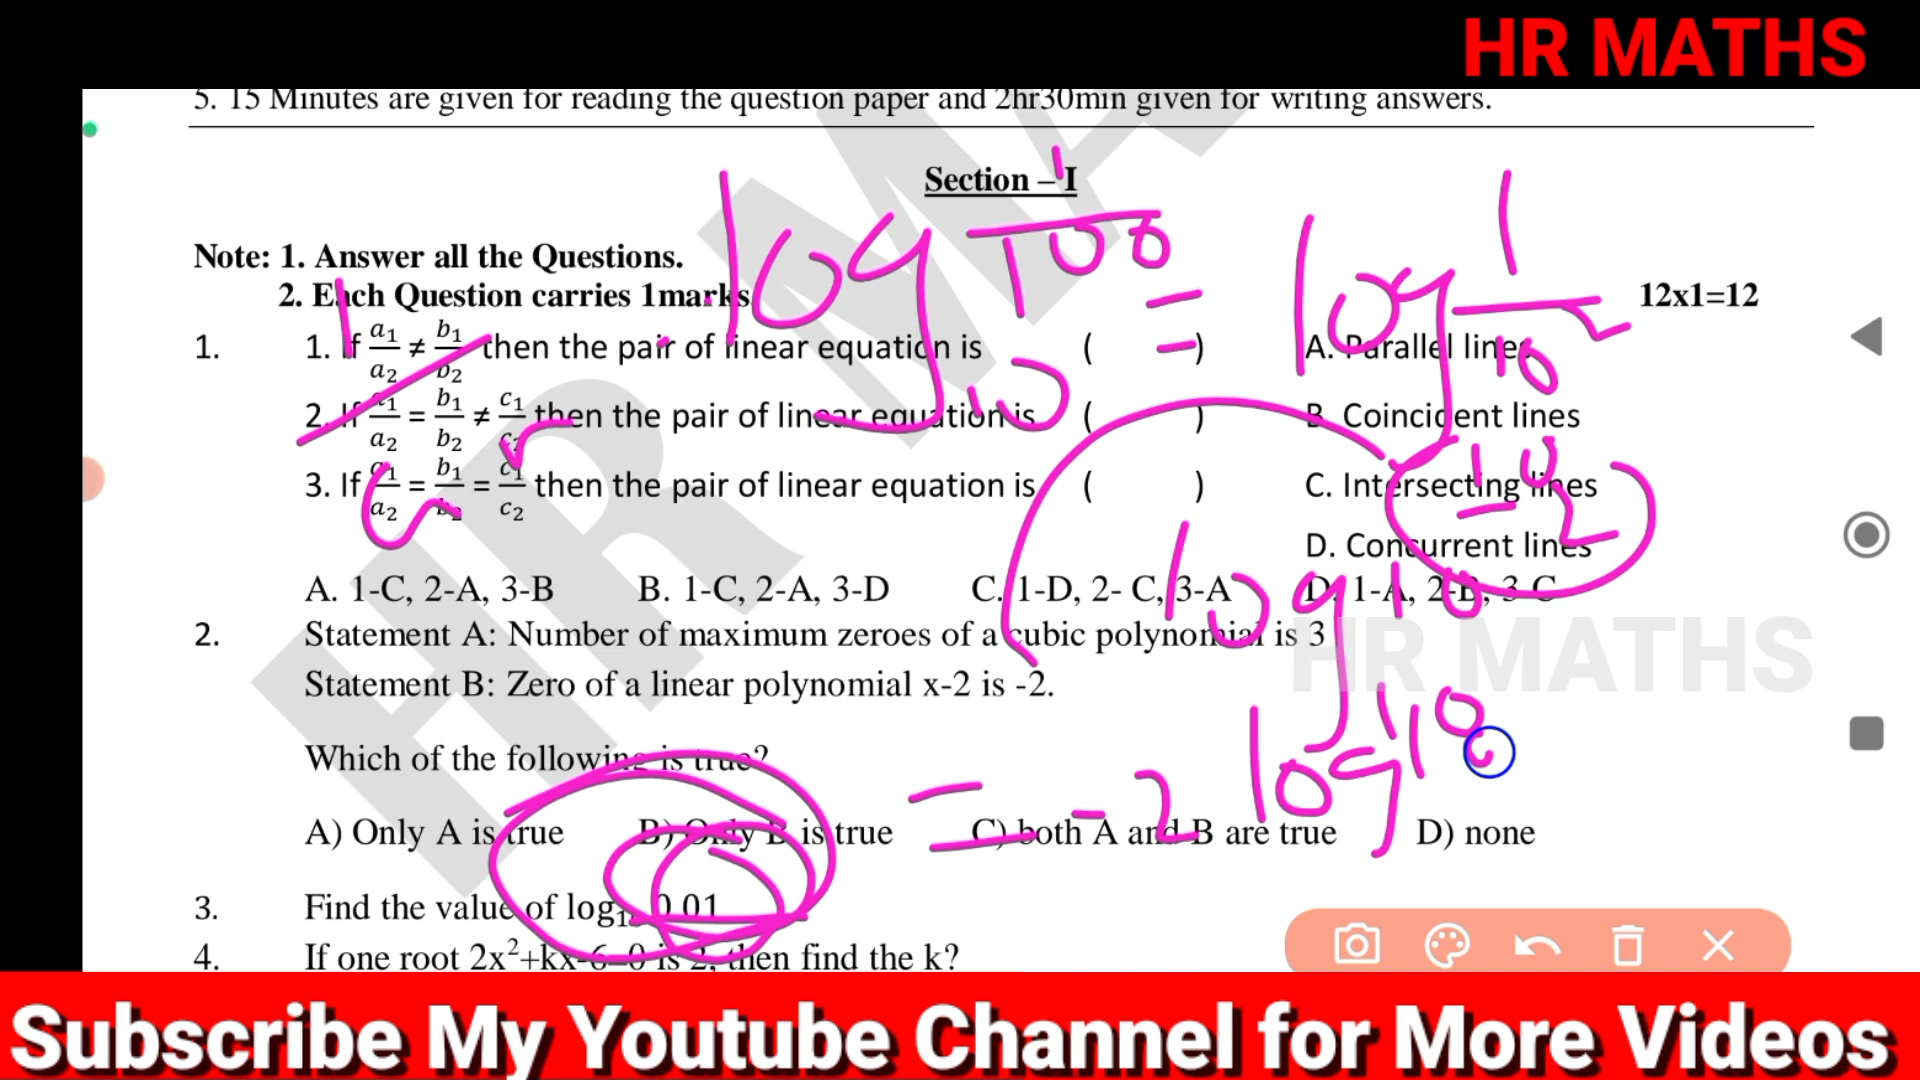 HR MATHS
5. 15 Minutes are given for reading the question paper and 2hr30min given for writing answers.
Section – I
Note: 1. Answer all the Questions.
2. Each Question carries 1marks
12x1=12
1. 1. If a1/a2 ≠ b1/b2 then the pair of linear equation is ( ) A. Parallel lines
2. If a1/a2 = b1/b2 ≠ c1/c2 then the pair of linear equation is ( ) B. Coincident lines
3. If a1/a2 = b1/b2 = c1/c2 then the pair of linear equation is ( ) C. Intersecting lines
D. Concurrent lines
A. 1-C, 2-A, 3-B B. 1-C, 2-A, 3-D C. 1-D, 2- C, 3-A D. 1-A, 2-B, 3-C
2. Statement A: Number of maximum zeroes of a cubic polynomial is 3
Statement B: Zero of a linear polynomial x-2 is -2.
HR MATHS
Which of the following is true?
A) Only A is true B) Only B is true C) both A and B are true D) none
3. Find the value of log10 0.01
4. If one root 2x²+kx-6=0 is 2, then find the k?
log10 1/100 = log 1/10²
log10 10-2
= -2 log10 10
Subscribe My Youtube Channel for More Videos